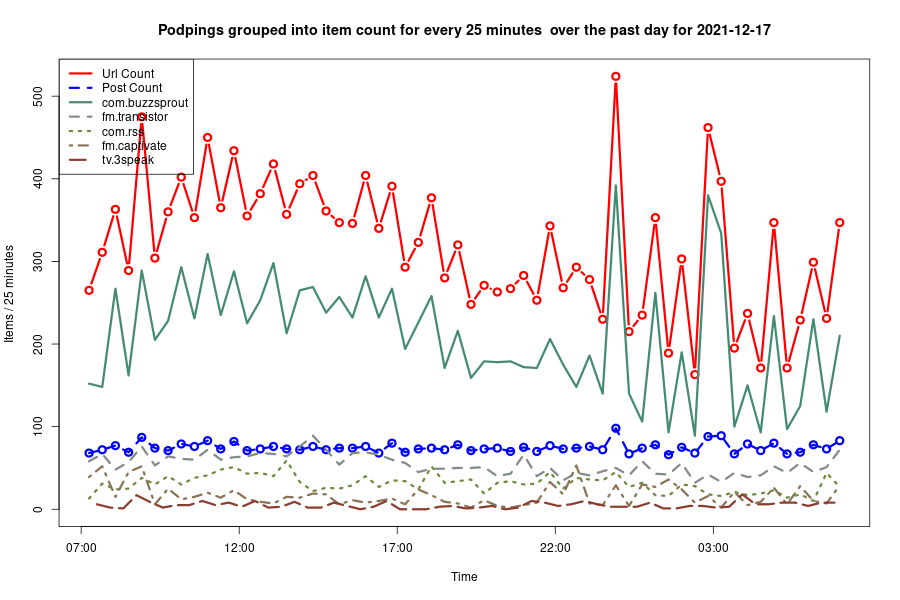 Podpings grouped into item count for every 25 minutes  over the past day for 2021-12-17
Url Count
Post Count
com.buzzsprout
fm.transistor
com.rss
fm.captivate
tv.3speak
Items / 25 minutes
500
400
300
200
100
0
07:00
12:00
17:00
22:00
03:00
Time